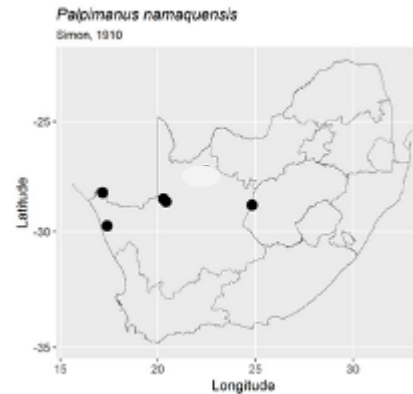 Palpimanus namaquensis
Simon, 1910
-25
-30
-35
Latitude
15 20 25 30
Longitude